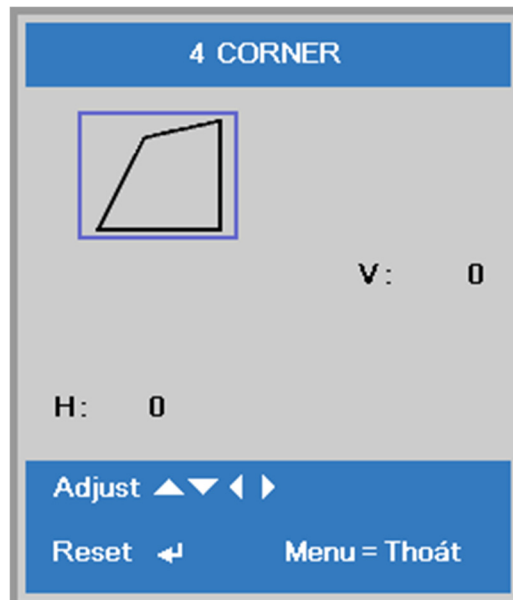 4 CORNER
V: 0
H: 0
Adjust ▲▼◀▶
Reset ↵ Menu = Thoát